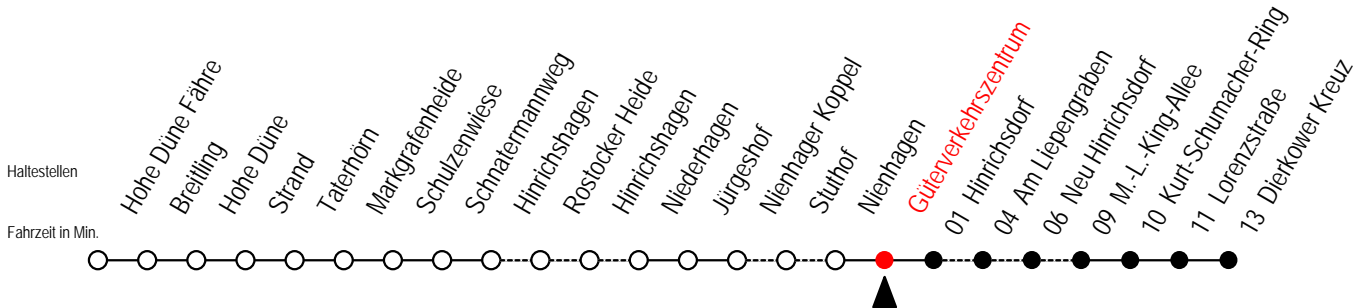 Haltestellen
Hohe Düne Fähre
Breitling
Hohe Düne
Strand
Taterhörn
Markgrafenheide
Schulzenwiese
Schnatermannweg
Hinrichshagen
Rostocker Heide
Hinrichshagen
Niederhagen
Jürgeshof
Nienhager Koppel
Stuthof
Nienhagen
Güterverkehrszentrum
01 Hinrichsdorf
04 Am Liepengraben
06 Neu Hinrichsdorf
09 M.-L.-King-Allee
10 Kurt-Schumacher-Ring
11 Lorenzstraße
13 Dierkower Kreuz
Fahrzeit in Min.